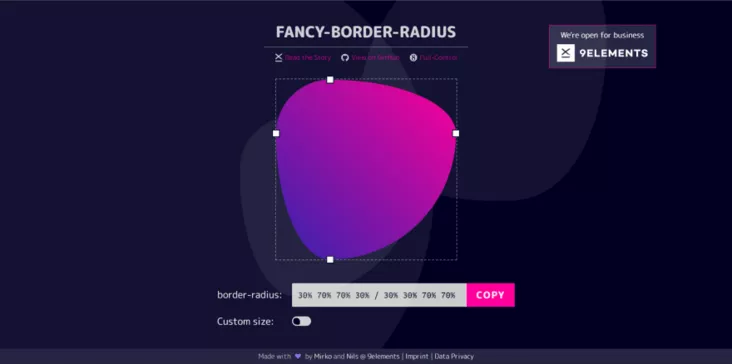 FANCY-BORDER-RADIUS
We're open for business
9ELEMENTS
Read the Story View on GitHub Full Control
border-radius: 30% 70% 70% 30% / 30% 30% 70% 70% COPY
Custom size:
Made with by Mirko and Nils @ 9elements | Imprint | Data Privacy